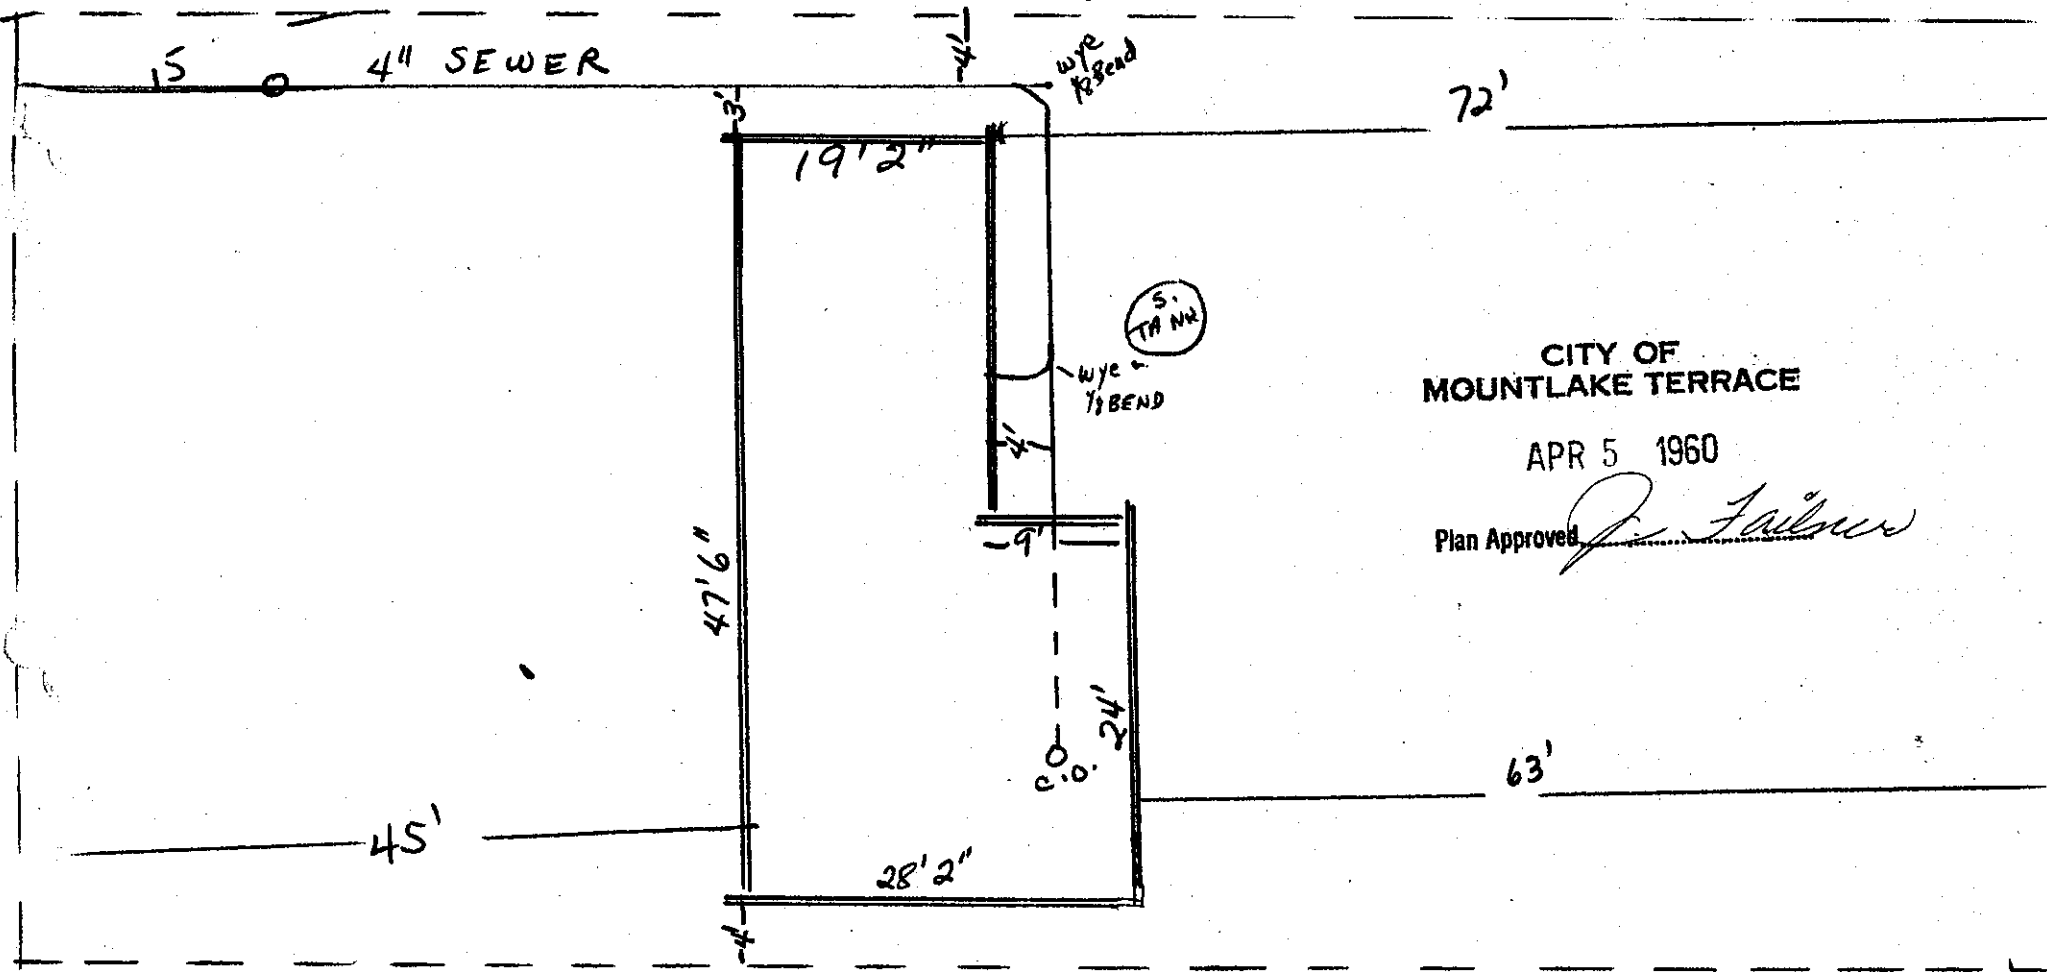 15
4" SEWER
4'
wye
1/8 Bend
72'
3'
19'2"
S.
TANK
wye
1/8 BEND
4'
CITY OF
MOUNTLAKE TERRACE
APR 5 1960
Plan Approved
47'6"
9'
24'
C.O.
63'
45'
28'2"
4'